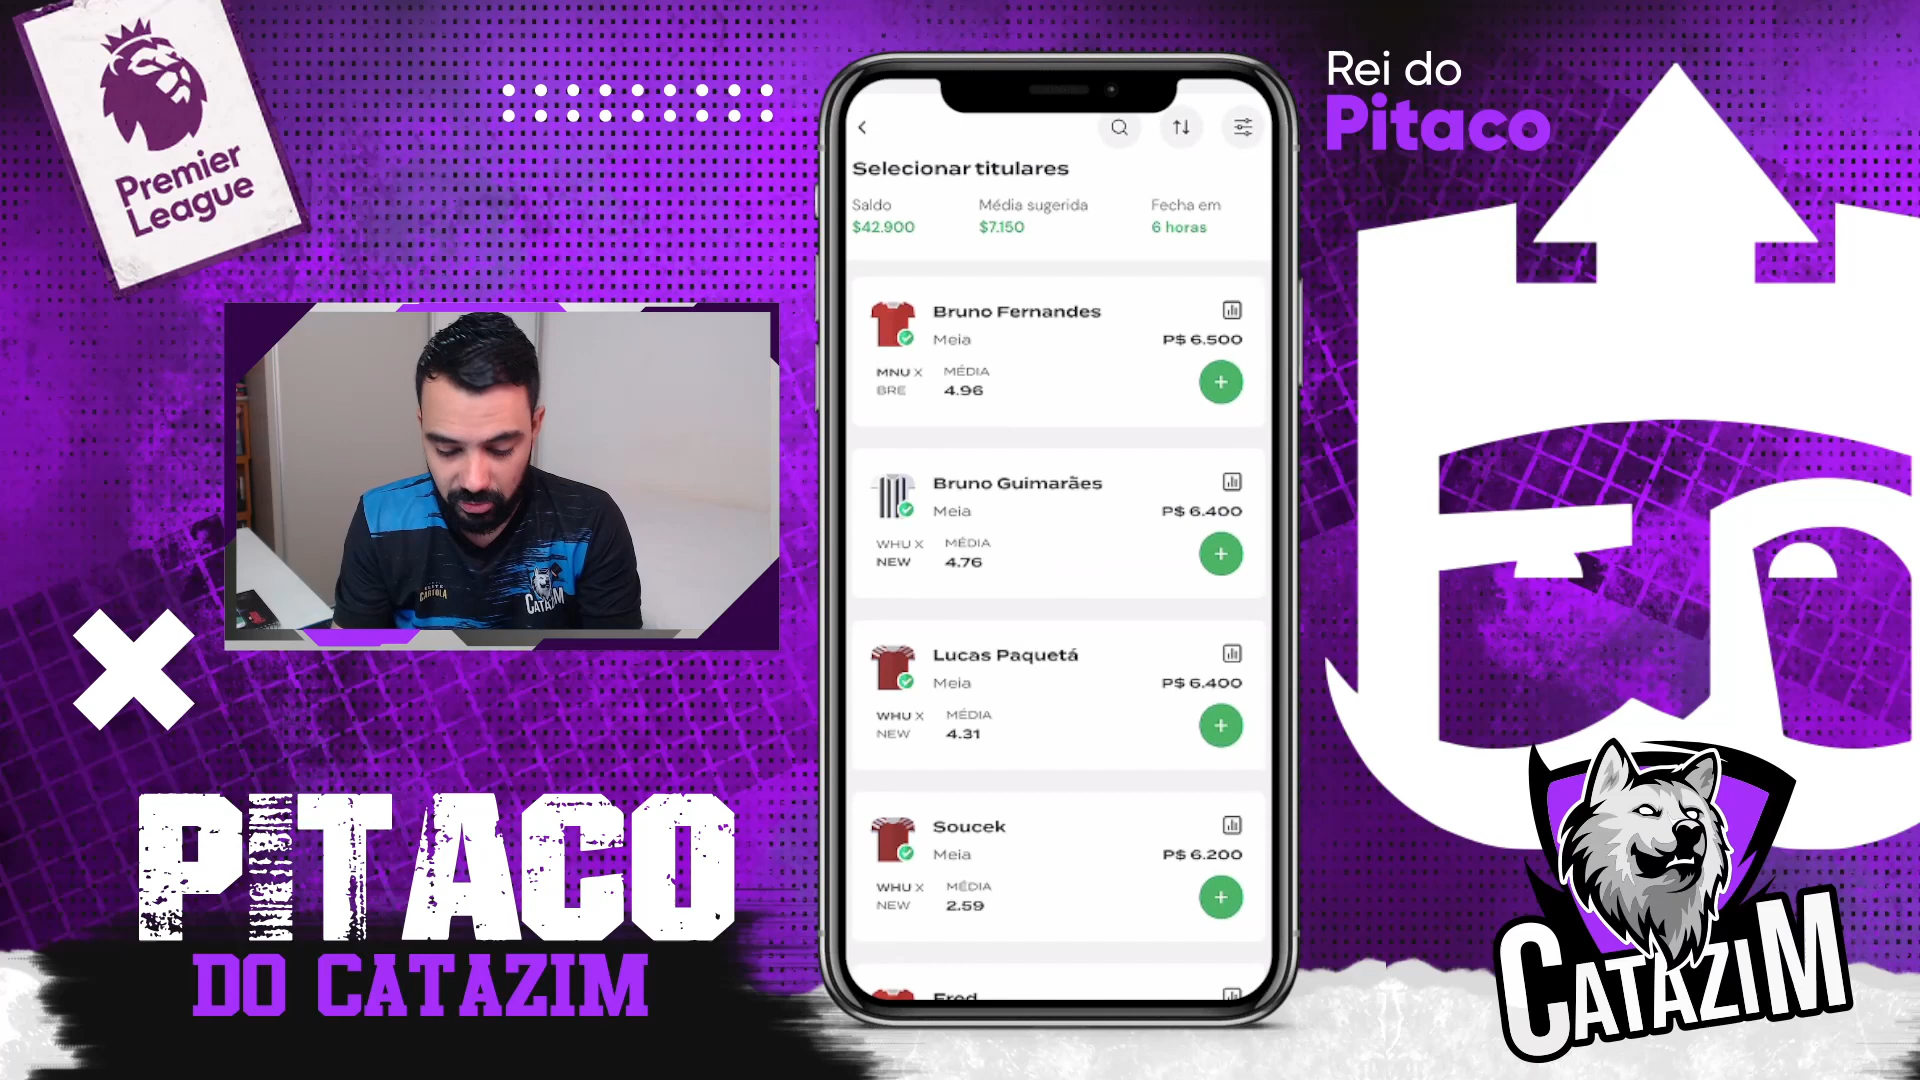 Premier
League
Rei do
Pitaco
Selecionar titulares
Saldo
Média sugerida
Fecha em
$42.900
$7.150
6 horas
Bruno Fernandes
Meia
P$ 6.500
MNU X
BRE
MÉDIA
4.96
Bruno Guimarães
Meia
P$ 6.400
WHU X
NEW
MÉDIA
4.76
Lucas Paquetá
Meia
P$ 6.400
WHU X
NEW
MÉDIA
4.31
Soucek
Meia
P$ 6.200
WHU X
NEW
MÉDIA
2.59
Fred
CARTOLA
CATAZIM
PITACO
DO CATAZIM
CATAZIM